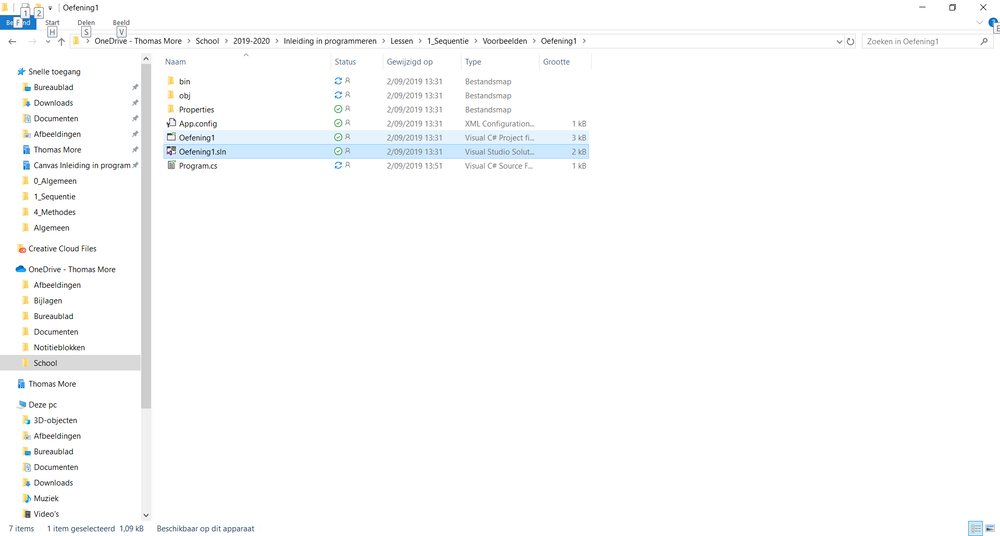 Oefening1
1 2
Bestand Start Delen Beeld
F H S V E
OneDrive - Thomas More School 2019-2020 Inleiding in programmeren Lessen 1_Sequentie Voorbeelden Oefening1
Zoeken in Oefening1
Naam Status Gewijzigd op Type Grootte
bin 2/09/2019 13:31 Bestandsmap
obj 2/09/2019 13:31 Bestandsmap
Properties 2/09/2019 13:31 Bestandsmap
App.config 2/09/2019 13:31 XML Configuration... 1 kB
Oefening1 2/09/2019 13:31 Visual C# Project fi... 3 kB
Oefening1.sln 2/09/2019 13:31 Visual Studio Solut... 2 kB
Program.cs 2/09/2019 13:51 Visual C# Source F... 1 kB
Snelle toegang
Bureaublad
Downloads
Documenten
Afbeeldingen
Thomas More
Canvas Inleiding in program
0_Algemeen
1_Sequentie
4_Methodes
Algemeen
Creative Cloud Files
OneDrive - Thomas More
Afbeeldingen
Bijlagen
Bureaublad
Documenten
Notitieblokken
School
Thomas More
Deze pc
3D-objecten
Afbeeldingen
Bureaublad
Documenten
Downloads
Muziek
Video's
7 items 1 item geselecteerd 1,09 kB Beschikbaar op dit apparaat